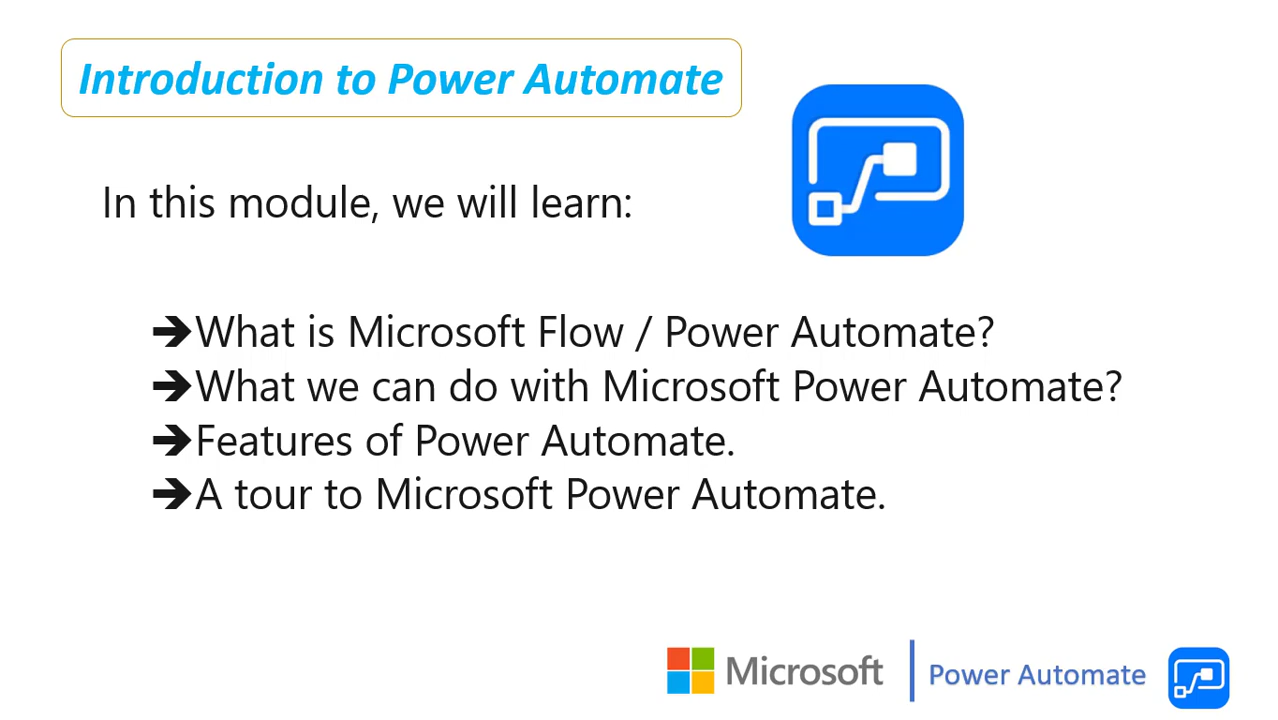 Introduction to Power Automate
In this module, we will learn:
➔What is Microsoft Flow / Power Automate?
➔What we can do with Microsoft Power Automate?
➔Features of Power Automate.
➔A tour to Microsoft Power Automate.
Microsoft | Power Automate